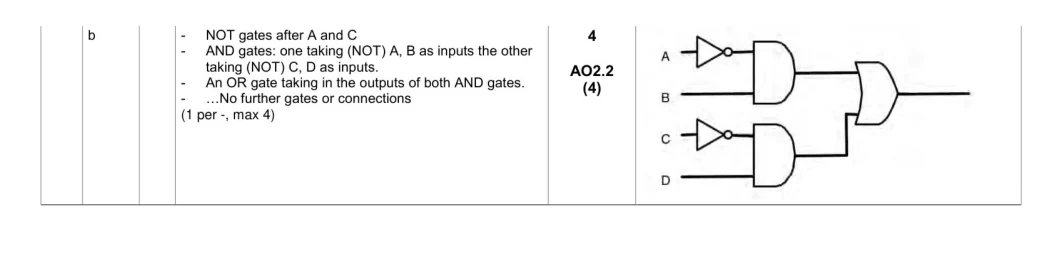 b
- NOT gates after A and C
- AND gates: one taking (NOT) A, B as inputs the other
taking (NOT) C, D as inputs.
- An OR gate taking in the outputs of both AND gates.
- …No further gates or connections
(1 per -, max 4)
4
AO2.2
(4)
A
B
C
D